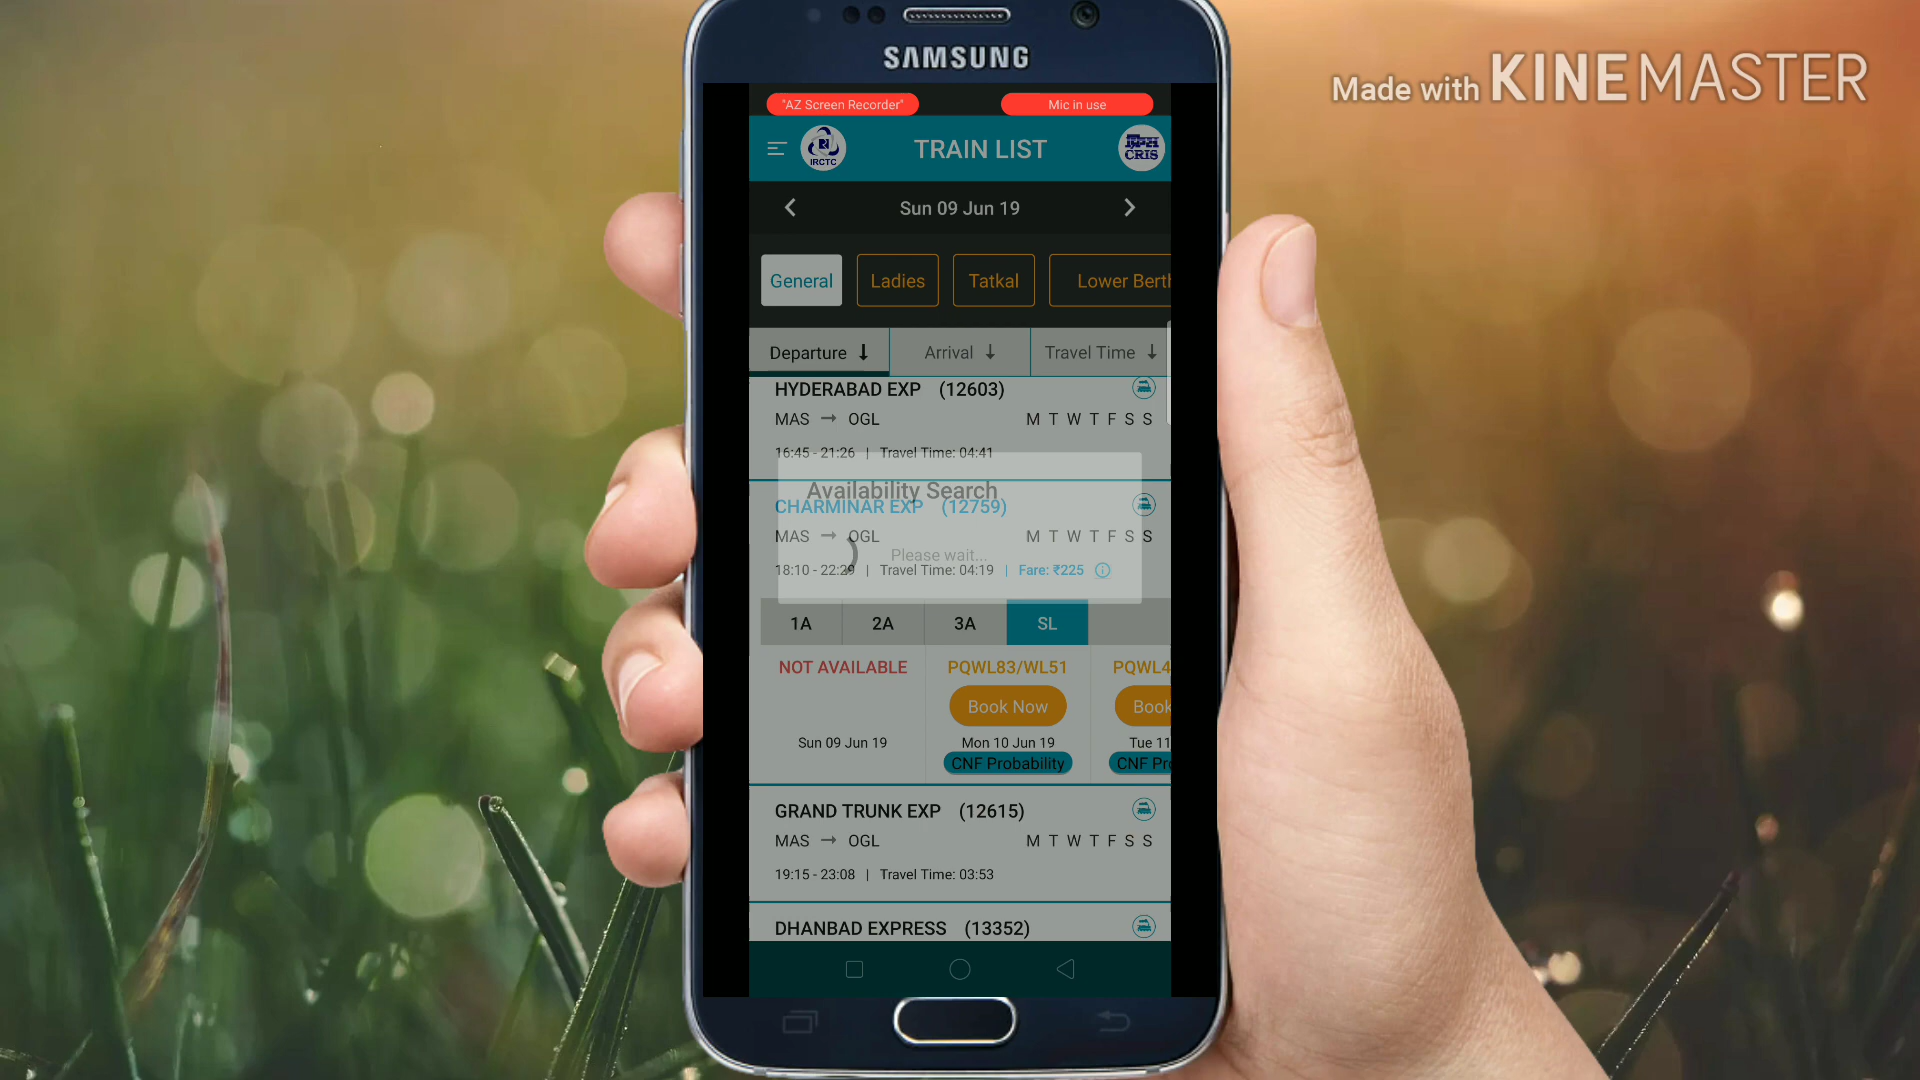 SAMSUNG
Made with KINEMASTER
"AZ Screen Recorder"
Mic in use
IRCTC
TRAIN LIST
CRIS
Sun 09 Jun 19
General
Ladies
Tatkal
Lower Berth
Departure ↓
Arrival ↓
Travel Time ↓
HYDERABAD EXP (12603)
MAS → OGL
M T W T F S S
16:45 - 21:26 | Travel Time: 04:41
Availability Search
CHARMINAR EXP (12759)
MAS → OGL
M T W T F S S
Please wait...
18:10 - 22:29 | Travel Time: 04:19 | Fare: ₹225
1A 2A 3A SL
NOT AVAILABLE
PQWL83/WL51
PQWL4
Book Now
Book
Sun 09 Jun 19
Mon 10 Jun 19
Tue 11
CNF Probability
CNF Pr
GRAND TRUNK EXP (12615)
MAS → OGL
M T W T F S S
19:15 - 23:08 | Travel Time: 03:53
DHANBAD EXPRESS (13352)